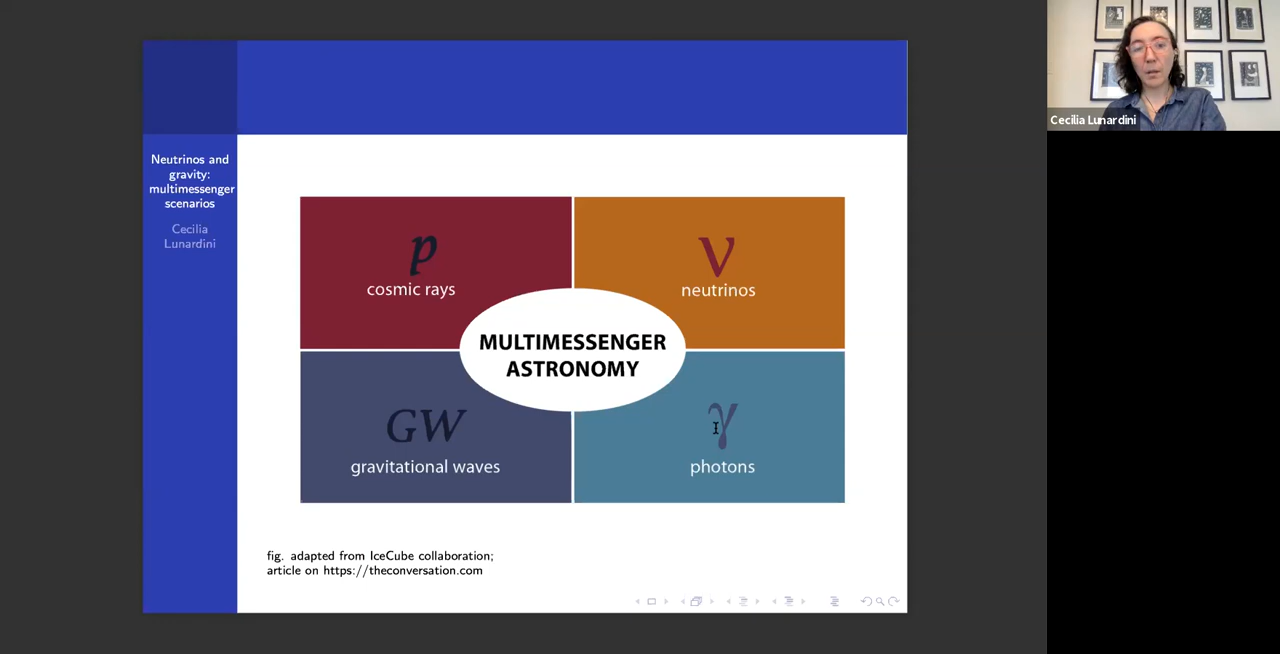 Neutrinos and
gravity:
multimessenger
scenarios
Cecilia
Lunardini
p
cosmic rays
ν
neutrinos
MULTIMESSENGER
ASTRONOMY
GW
gravitational waves
γ
photons
fig. adapted from IceCube collaboration;
article on https://theconversation.com
Cecilia Lunardini